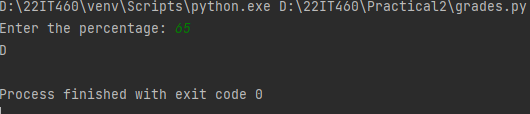 D:\22IT460\venv\Scripts\python.exe D:\22IT460\Practical2\grades.py
Enter the percentage: 65
D
Process finished with exit code 0